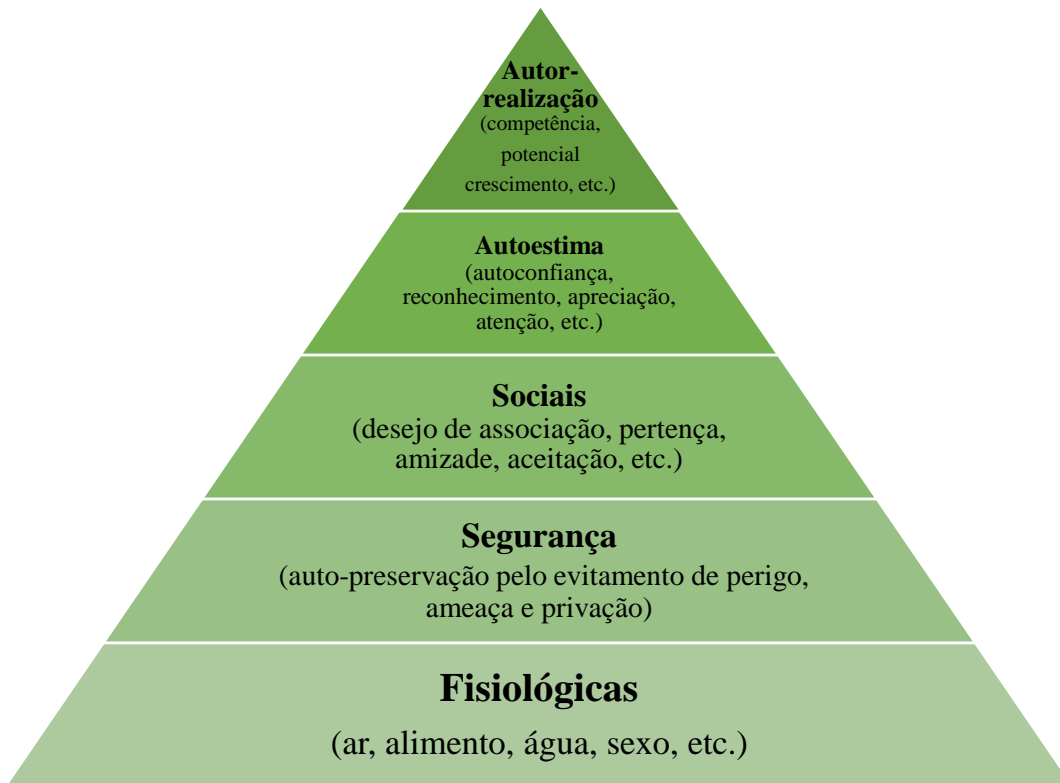 Autor-
realização
(competência,
potencial
crescimento, etc.)
Autoestima
(autoconfiança,
reconhecimento, apreciação,
atenção, etc.)
Sociais
(desejo de associação, pertença,
amizade, aceitação, etc.)
Segurança
(auto-preservação pelo evitamento de perigo,
ameaça e privação)
Fisiológicas
(ar, alimento, água, sexo, etc.)